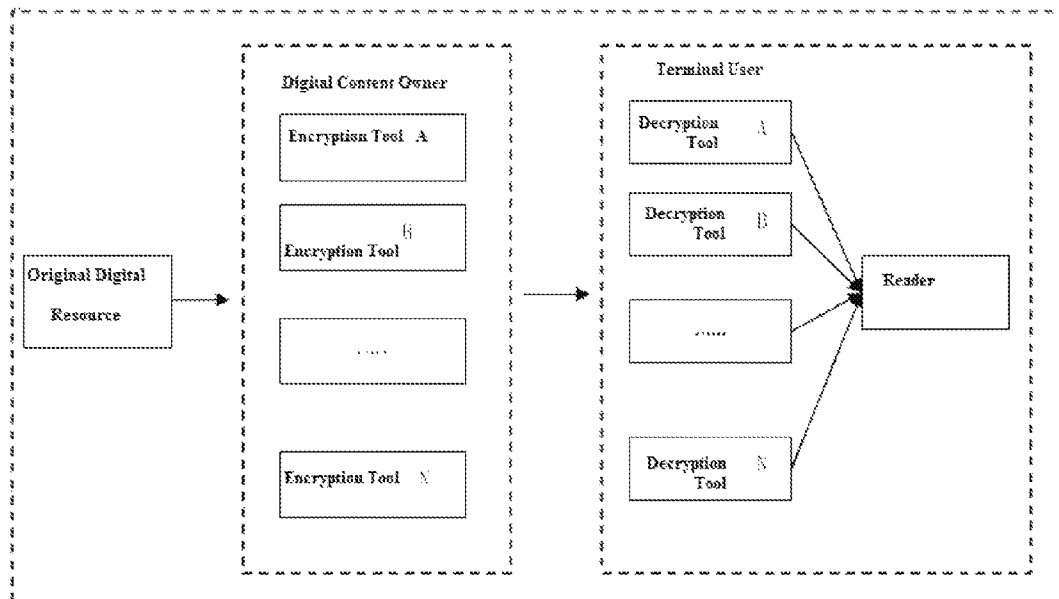 Digital Content Owner
Terminal User
Encryption Tool A
Decryption A
Tool
Encryption Tool B
Decryption B
Tool
Original Digital
Resource
Reader
Encryption Tool N
Decryption N
Tool